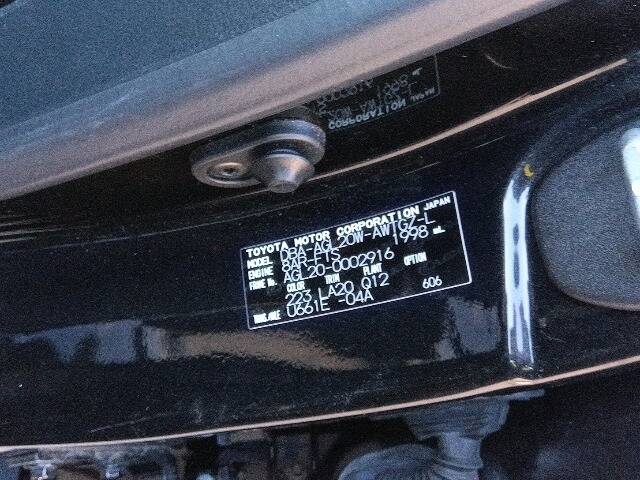 TOYOTA MOTOR CORPORATION JAPAN
MODEL DBA-AGL20W-AWTGZ-L
ENGINE 8AR-FTS 1998 mL
FRAME No. AGL20-0002916
COLOR TRIM PLANT OPTION
223 LA20 Q12
TRANS./AXLE U661E -04A 606